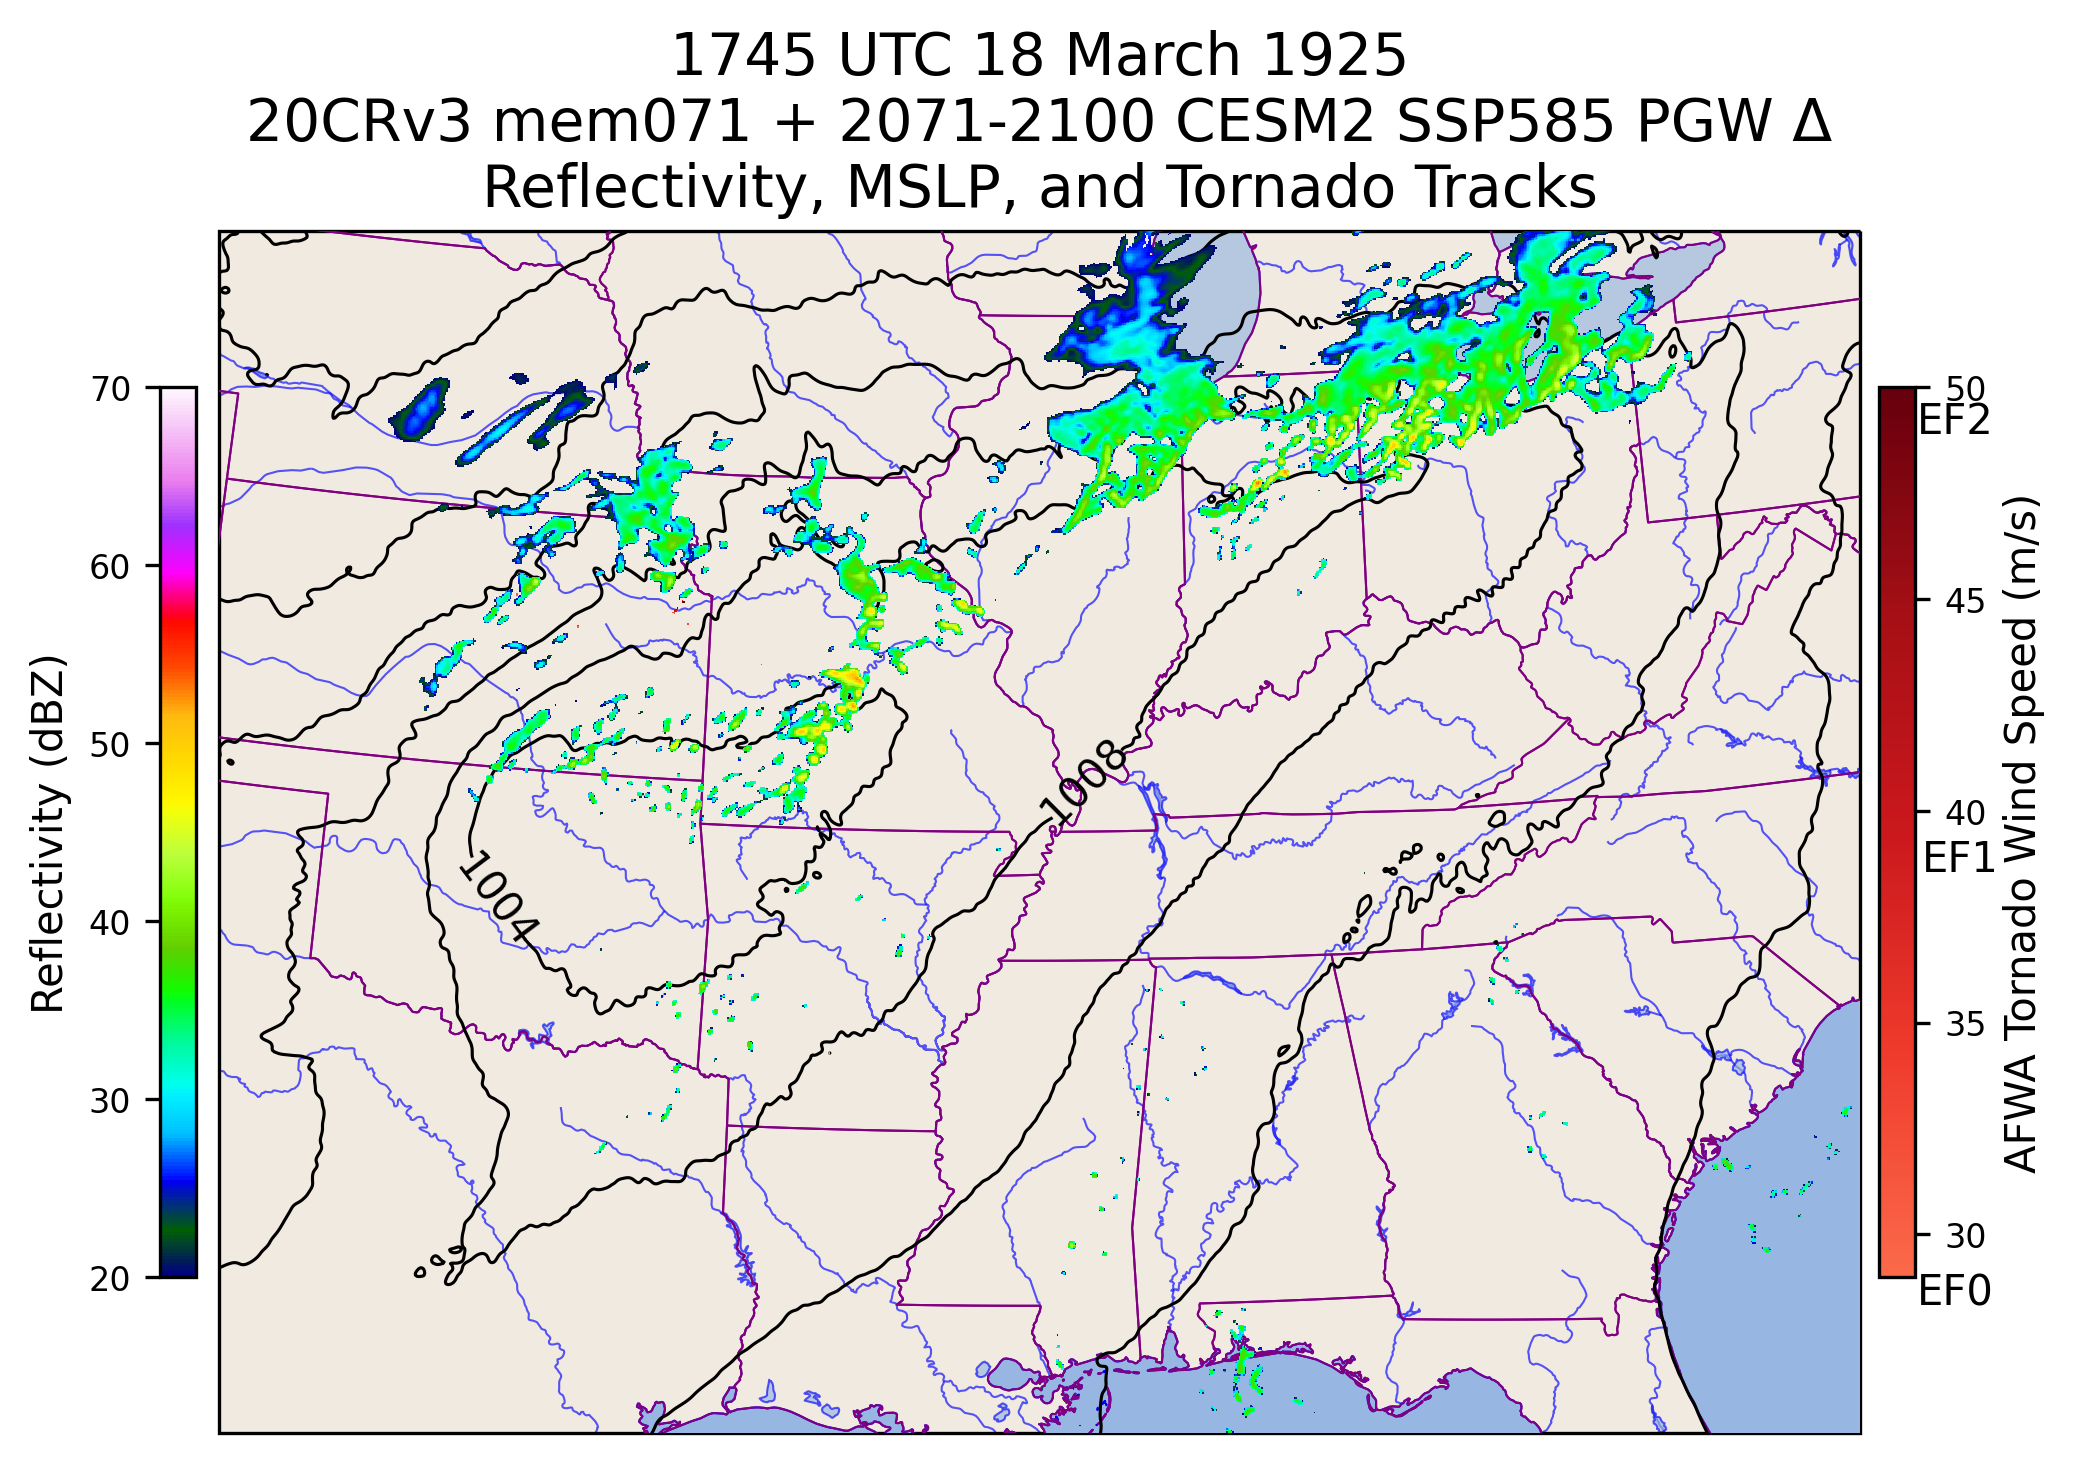 1745 UTC 18 March 1925
20CRv3 mem071 + 2071-2100 CESM2 SSP585 PGW Δ
Reflectivity, MSLP, and Tornado Tracks
Reflectivity (dBZ)
70
60
50
40
30
20
1008
1004
50
EF2
45
40
EF1
35
30
EF0
AFWA Tornado Wind Speed (m/s)